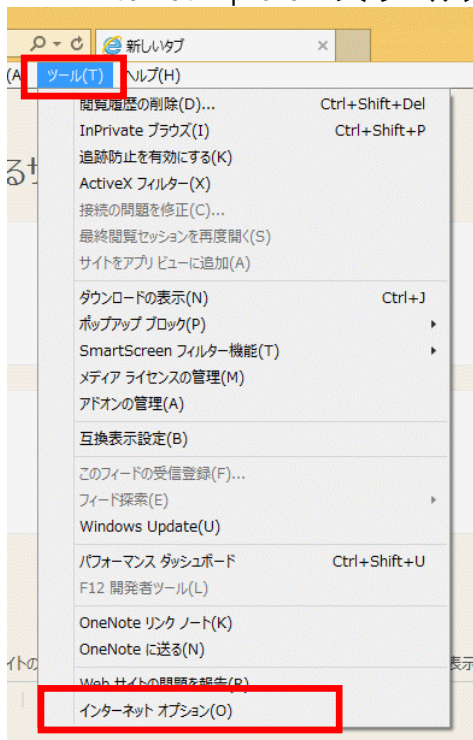 新しいタブ
ツール(T) ヘルプ(H)
閲覧履歴の削除(D)... Ctrl+Shift+Del
InPrivate ブラウズ(I) Ctrl+Shift+P
追跡防止を有効にする(K)
ActiveX フィルター(X)
接続の問題を修正(C)...
最終閲覧セッションを再度開く(S)
サイトをアプリ ビューに追加(A)
ダウンロードの表示(N) Ctrl+J
ポップアップ ブロック(P)
SmartScreen フィルター機能(T)
メディア ライセンスの管理(M)
アドオンの管理(A)
互換表示設定(B)
このフィードの受信登録(F)...
フィード探索(E)
Windows Update(U)
パフォーマンス ダッシュボード Ctrl+Shift+U
F12 開発者ツール(L)
OneNote リンク ノート(K)
OneNote に送る(N)
Web サイトの問題を報告(R)
インターネット オプション(O)